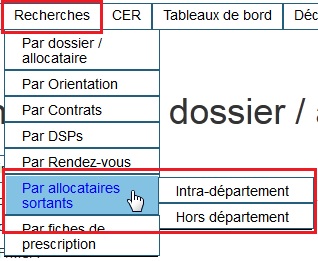 Recherches CER Tableaux de bord Déc
Par dossier /
allocataire
Par Orientation
Par Contrats
Par DSPs
dossier / a
Par Rendez-vous
Par allocataires
sortants
Intra-département
Hors département
Par fiches de
prescription